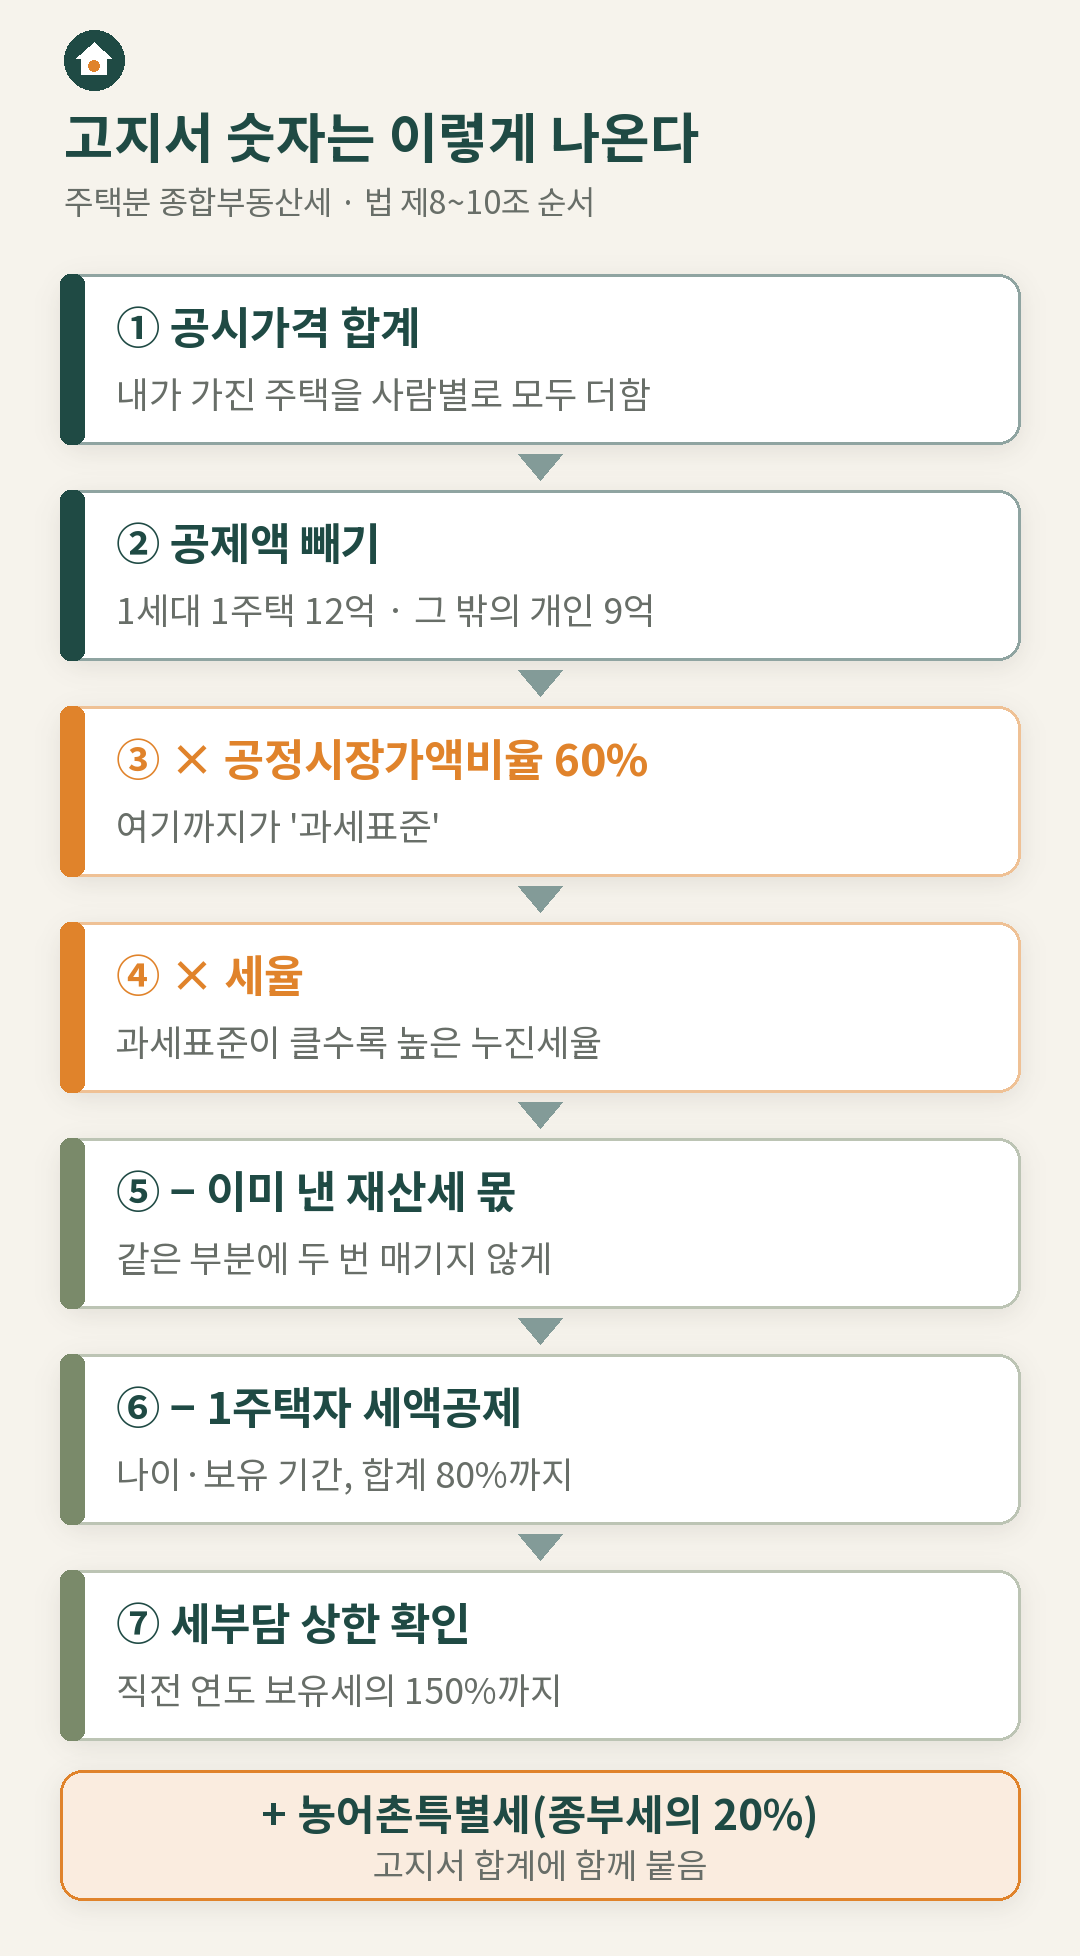 고지서 숫자는 이렇게 나온다
주택분 종합부동산세 · 법 제8~10조 순서
① 공시가격 합계
내가 가진 주택을 사람별로 모두 더함
② 공제액 빼기
1세대 1주택 12억 · 그 밖의 개인 9억
③ × 공정시장가액비율 60%
여기까지가 '과세표준'
④ × 세율
과세표준이 클수록 높은 누진세율
⑤ – 이미 낸 재산세 몫
같은 부분에 두 번 매기지 않게
⑥ – 1주택자 세액공제
나이·보유 기간, 합계 80%까지
⑦ 세부담 상한 확인
직전 연도 보유세의 150%까지
+ 농어촌특별세(종부세의 20%)
고지서 합계에 함께 붙음